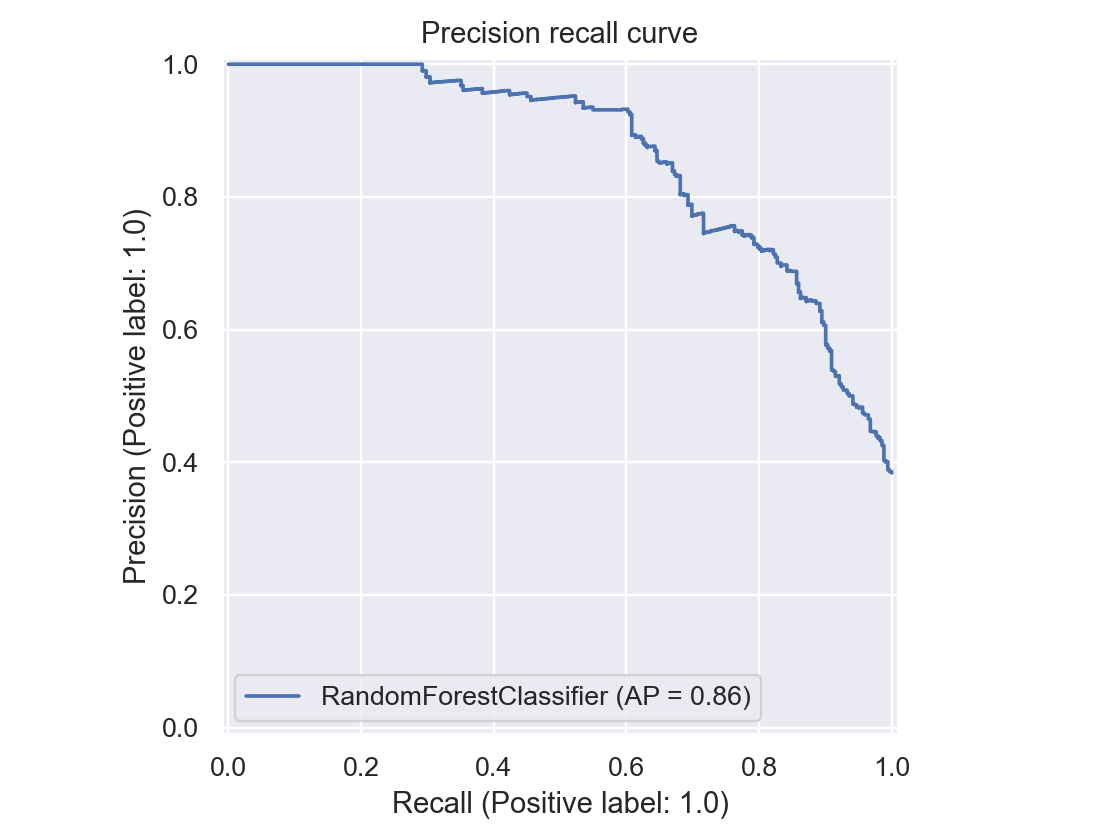 Precision recall curve
Precision (Positive label: 1.0)
1.0
0.8
0.6
0.4
0.2
0.0
RandomForestClassifier (AP = 0.86)
0.0 0.2 0.4 0.6 0.8 1.0
Recall (Positive label: 1.0)